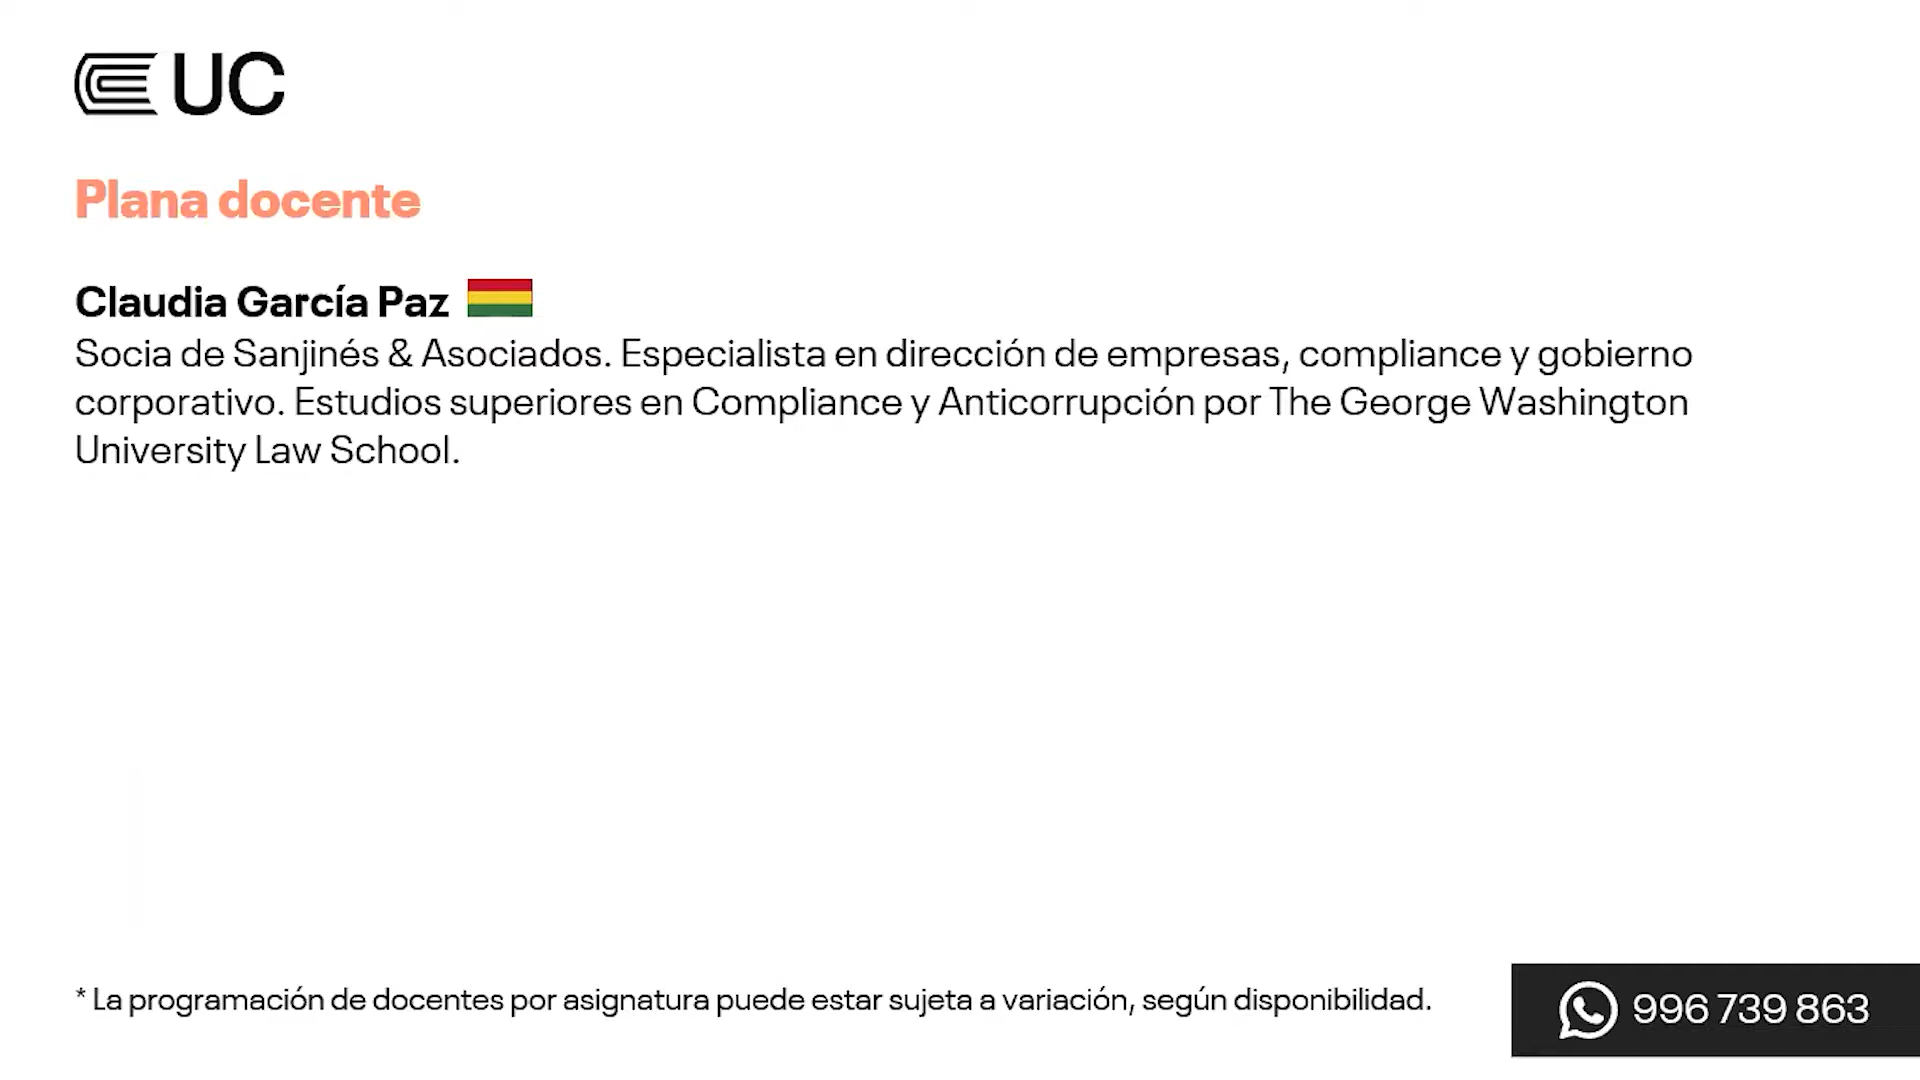 UC
Plana docente
Claudia García Paz
Socia de Sanjinés & Asociados. Especialista en dirección de empresas, compliance y gobierno
corporativo. Estudios superiores en Compliance y Anticorrupción por The George Washington
University Law School.
* La programación de docentes por asignatura puede estar sujeta a variación, según disponibilidad.
996 739 863